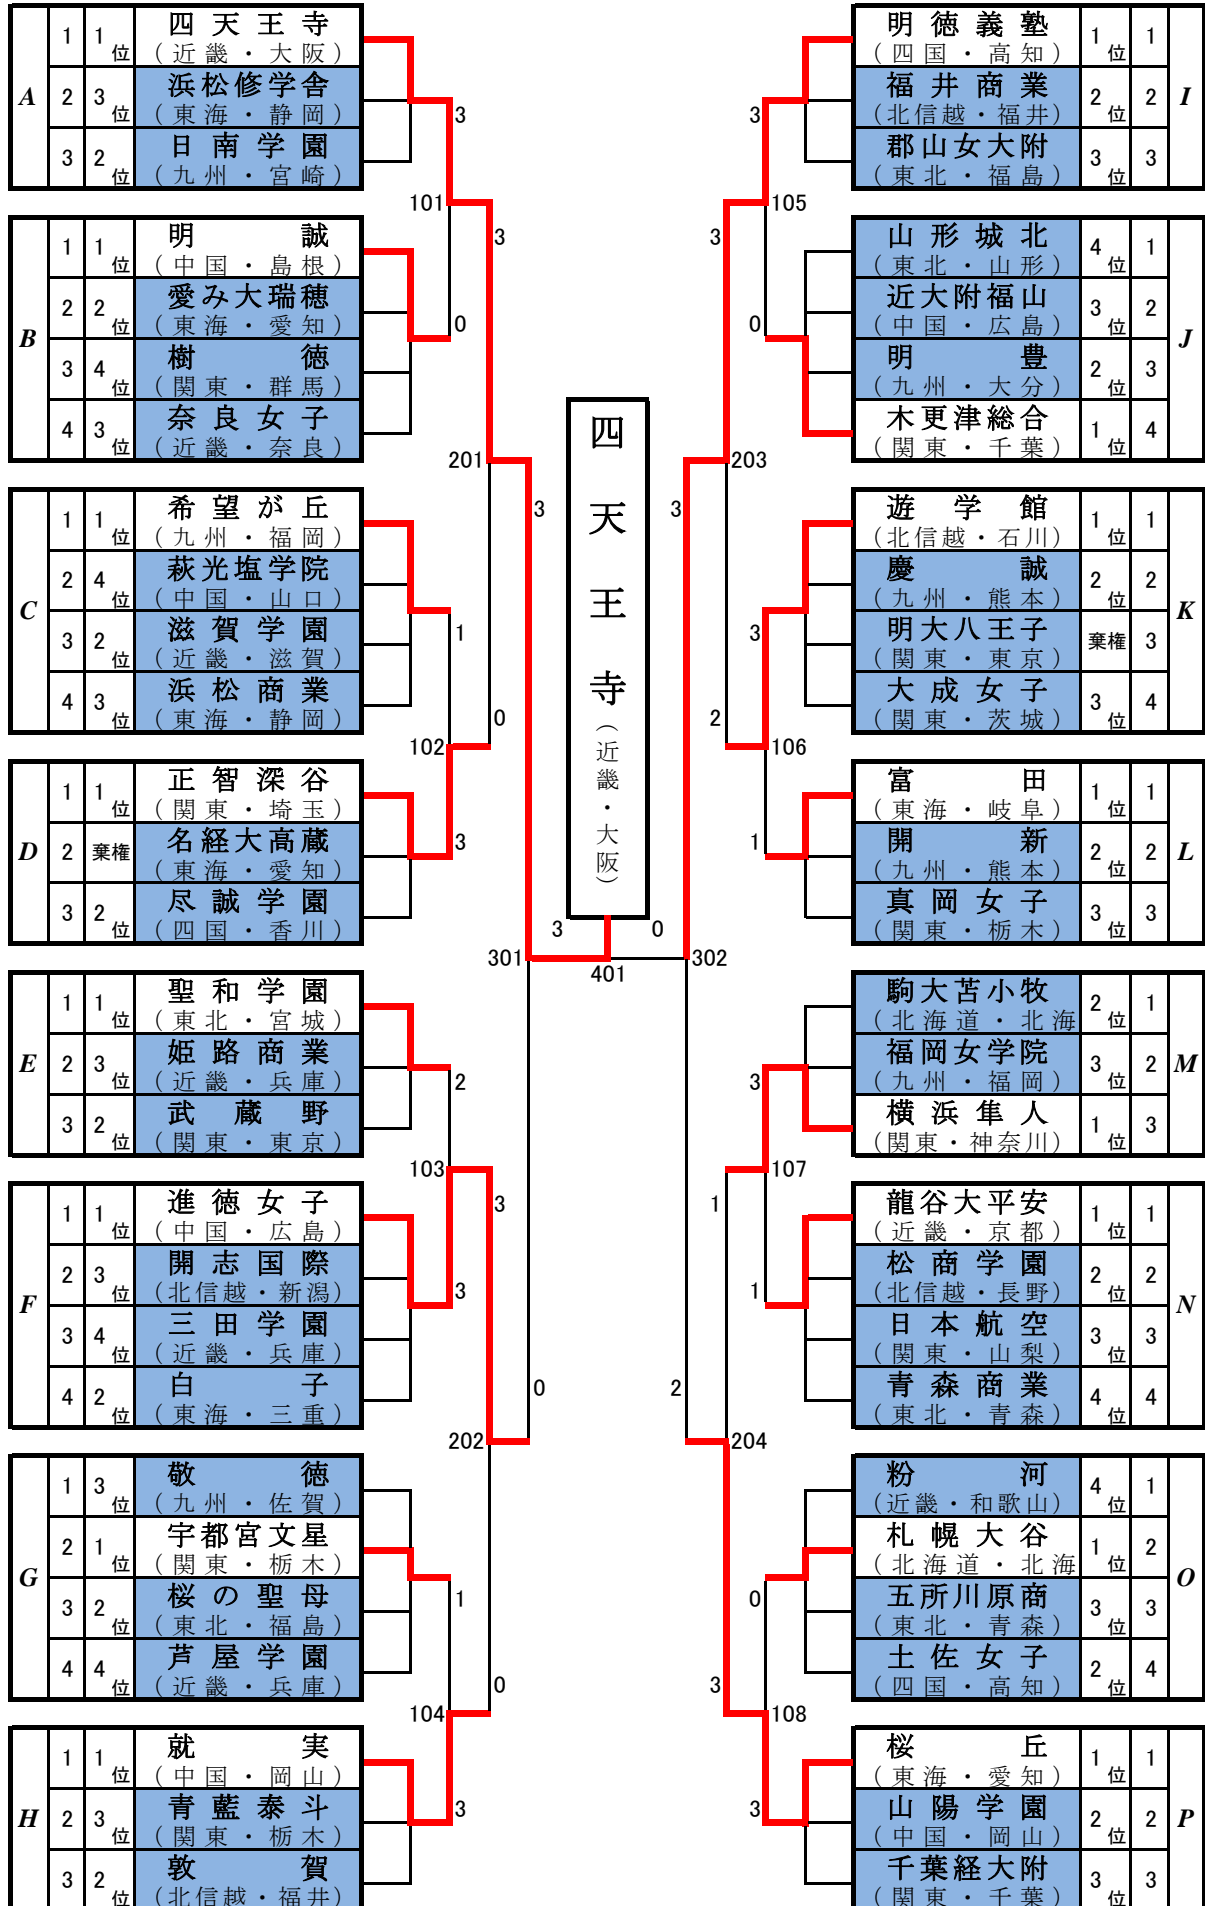 A
1 1位 四天王寺
(近畿・大阪)
2 3位 浜松修学舎
(東海・静岡)
3 2位 日南学園
(九州・宮崎)
3
101
3
B
1 1位 明誠
(中国・島根)
2 2位 愛み大瑞穂
(東海・愛知)
3 4位 樹徳
(関東・群馬)
4 3位 奈良女子
(近畿・奈良)
0
201
3
C
1 1位 希望が丘
(九州・福岡)
2 4位 萩光塩学院
(中国・山口)
3 2位 滋賀学園
(近畿・滋賀)
4 3位 浜松商業
(東海・静岡)
1
102
0
D
1 1位 正智深谷
(関東・埼玉)
2 棄権 名経大高蔵
(東海・愛知)
3 2位 尽誠学園
(四国・香川)
3
301
E
1 1位 聖和学園
(東北・宮城)
2 3位 姫路商業
(近畿・兵庫)
3 2位 武蔵野
(関東・東京)
2
103
3
F
1 1位 進徳女子
(中国・広島)
2 3位 開志国際
(北信越・新潟)
3 4位 三田学園
(近畿・兵庫)
4 2位 白子
(東海・三重)
3
0
202
G
1 3位 敬徳
(九州・佐賀)
2 1位 宇都宮文星
(関東・栃木)
3 2位 桜の聖母
(東北・福島)
4 4位 芦屋学園
(近畿・兵庫)
1
0
104
H
1 1位 就実
(中国・岡山)
2 3位 青藍泰斗
(関東・栃木)
3 2位 敦賀
(北信越・福井)
3
四天王寺(近畿・大阪)
3 0
401
明徳義塾 1位 1
(四国・高知)
福井商業 2位 2
(北信越・福井)
郡山女大附 3位 3
(東北・福島)
I
3
105
3
山形城北 4位 1
(東北・山形)
近大附福山 3位 2
(中国・広島)
明豊 2位 3
(九州・大分)
木更津総合 1位 4
(関東・千葉)
J
0
203
3
遊学館 1位 1
(北信越・石川)
慶誠 2位 2
(九州・熊本)
明大八王子 棄権 3
(関東・東京)
大成女子 3位 4
(関東・茨城)
K
3
2
106
富田 1位 1
(東海・岐阜)
開新 2位 2
(九州・熊本)
真岡女子 3位 3
(関東・栃木)
L
1
302
駒大苫小牧 2位 1
(北海道・北海
福岡女学院 3位 2
(九州・福岡)
横浜隼人 1位 3
(関東・神奈川)
M
3
107
1
龍谷大平安 1位 1
(近畿・京都)
松商学園 2位 2
(北信越・長野)
日本航空 3位 3
(関東・山梨)
青森商業 4位 4
(東北・青森)
N
1
2
204
粉河 4位 1
(近畿・和歌山)
札幌大谷 1位 2
(北海道・北海
五所川原商 3位 3
(東北・青森)
土佐女子 2位 4
(四国・高知)
O
0
3
108
桜丘 1位 1
(東海・愛知)
山陽学園 2位 2
(中国・岡山)
千葉経大附 3位 3
(関東・千葉)
P
3